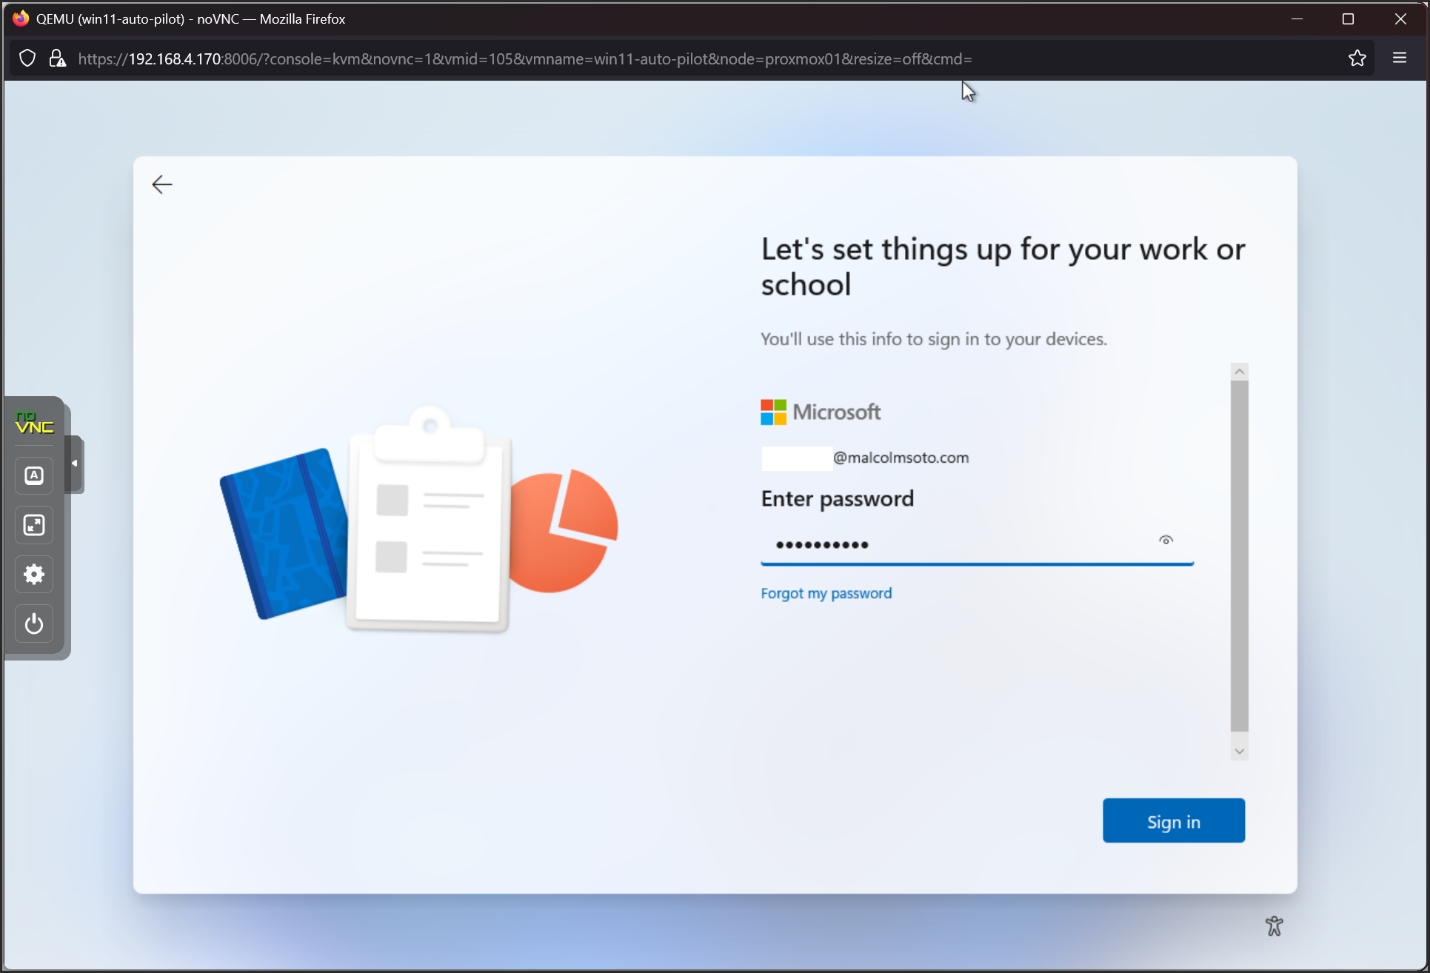 QEMU (win11-auto-pilot) - noVNC — Mozilla Firefox
https://192.168.4.170:8006/?console=kvm&novnc=1&vmid=105&vmname=win11-auto-pilot&node=proxmox01&resize=off&cmd=
Let's set things up for your work or
school
You'll use this info to sign in to your devices.
no
VNC
A
Microsoft
@malcolmsoto.com
Enter password
••••••••••
Forgot my password
Sign in